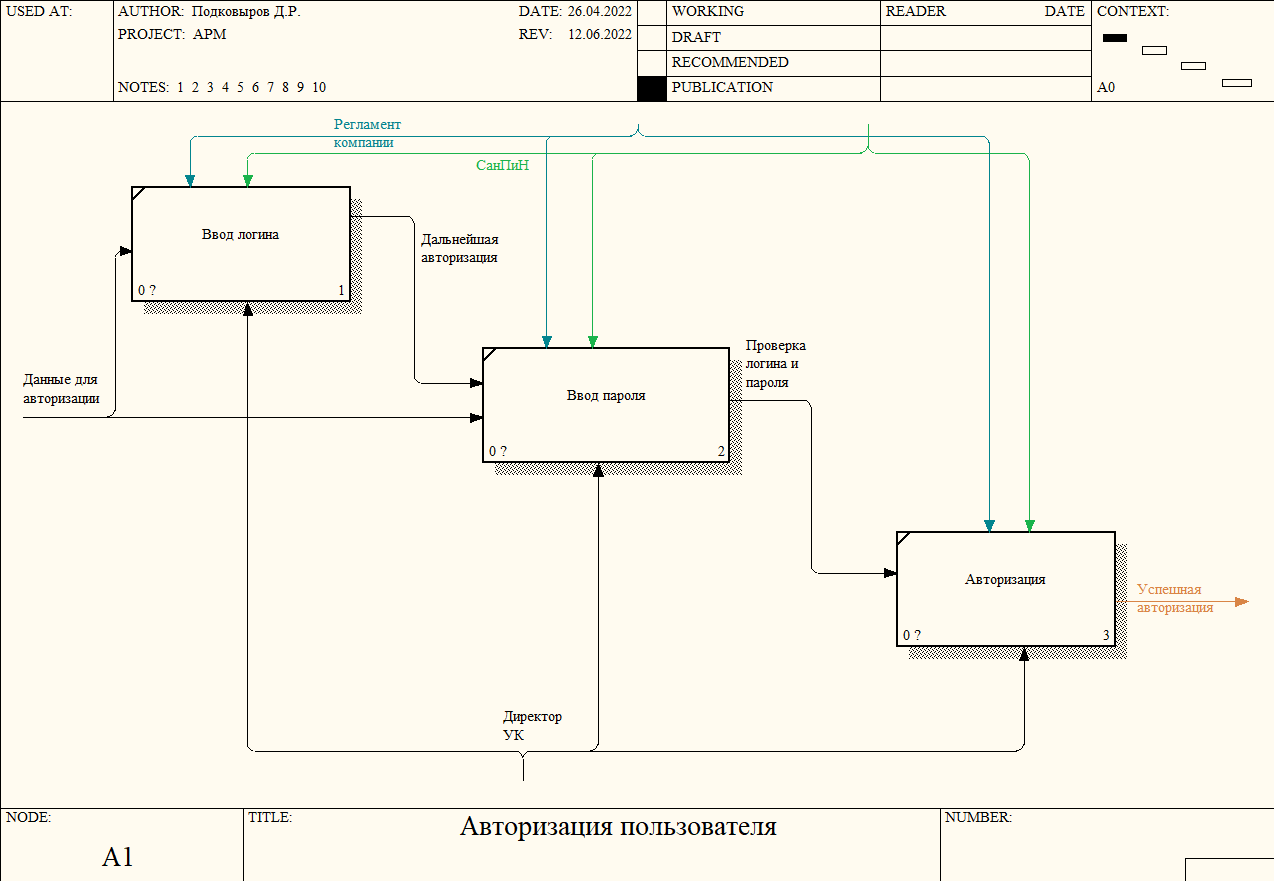 USED AT:
AUTHOR: Подковыров Д.Р.
DATE: 26.04.2022
PROJECT: АРМ
REV: 12.06.2022
NOTES: 1 2 3 4 5 6 7 8 9 10
WORKING
DRAFT
RECOMMENDED
PUBLICATION
READER DATE
CONTEXT:
A0
Регламент
компании
СанПиН
Ввод логина
0 ? 1
Дальнейшая
авторизация
Данные для
авторизации
Проверка
логина и
пароля
Ввод пароля
0 ? 2
Авторизация
0 ? 3
Успешная
авторизация
Директор
УК
NODE:
A1
TITLE:
Авторизация пользователя
NUMBER: